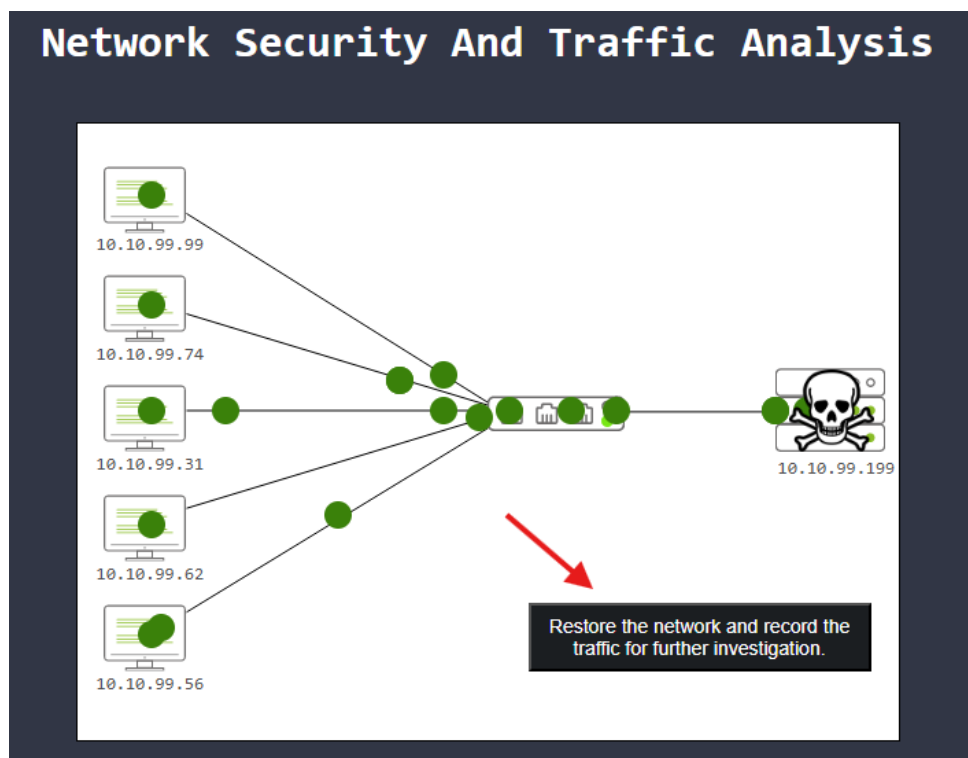 Network Security And Traffic Analysis
10.10.99.99
10.10.99.74
10.10.99.31
10.10.99.199
10.10.99.62
Restore the network and record the
traffic for further investigation.
10.10.99.56